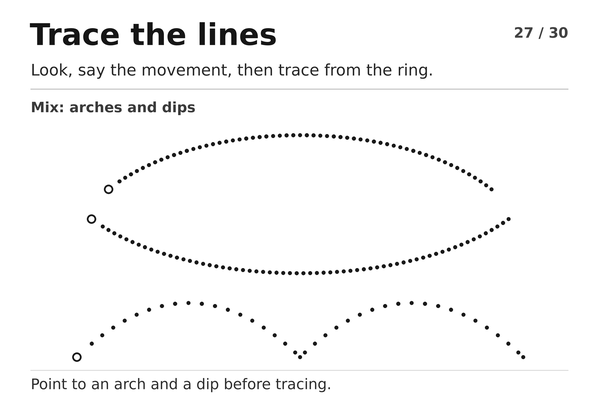 Trace the lines
27 / 30
Look, say the movement, then trace from the ring.
Mix: arches and dips
Point to an arch and a dip before tracing.